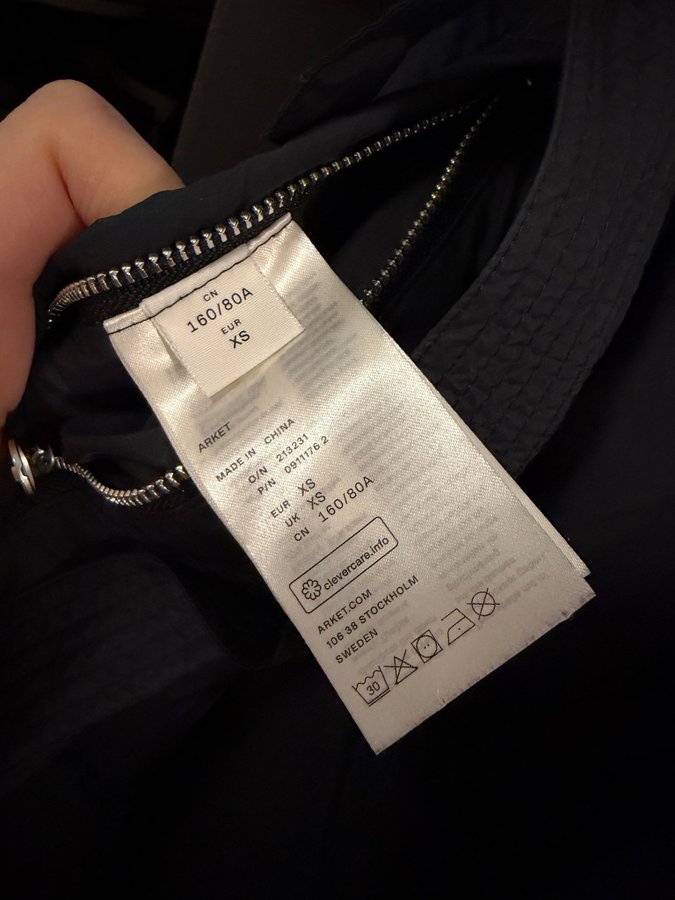 CN
160/80A
EUR
XS
ARKET
MADE IN CHINA
O/N 213231
P/N 0911176 2
EUR XS
UK XS
CN 160/80A
clevercare.info
ARKET.COM
106 38 STOCKHOLM
SWEDEN
30